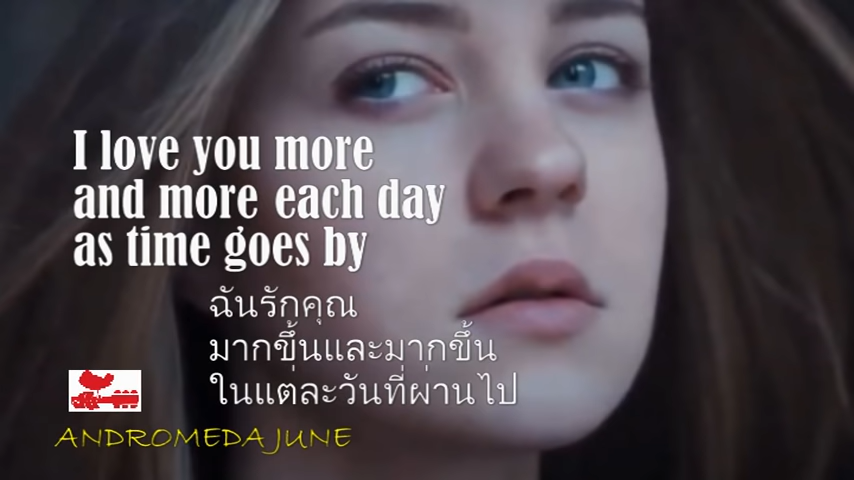 I love you more
and more each day
as time goes by
ฉันรักคุณ
มากขึ้นและมากขึ้น
ในแต่ละวันที่ผ่านไป
ANDROMEDA JUNE